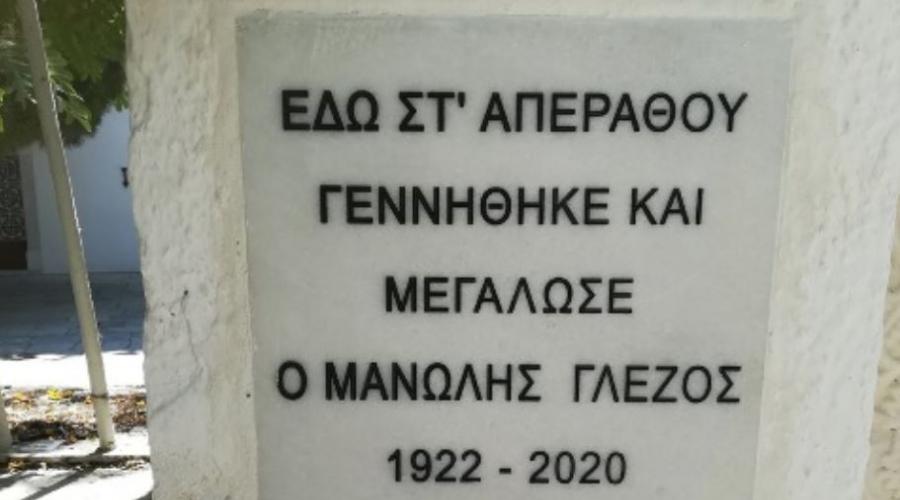 ΕΔΩ ΣΤ' ΑΠΕΡΑΘΟΥ
ΓΕΝΝΗΘΗΚΕ ΚΑΙ
ΜΕΓΑΛΩΣΕ
Ο ΜΑΝΩΛΗΣ ΓΛΕΖΟΣ
1922 - 2020